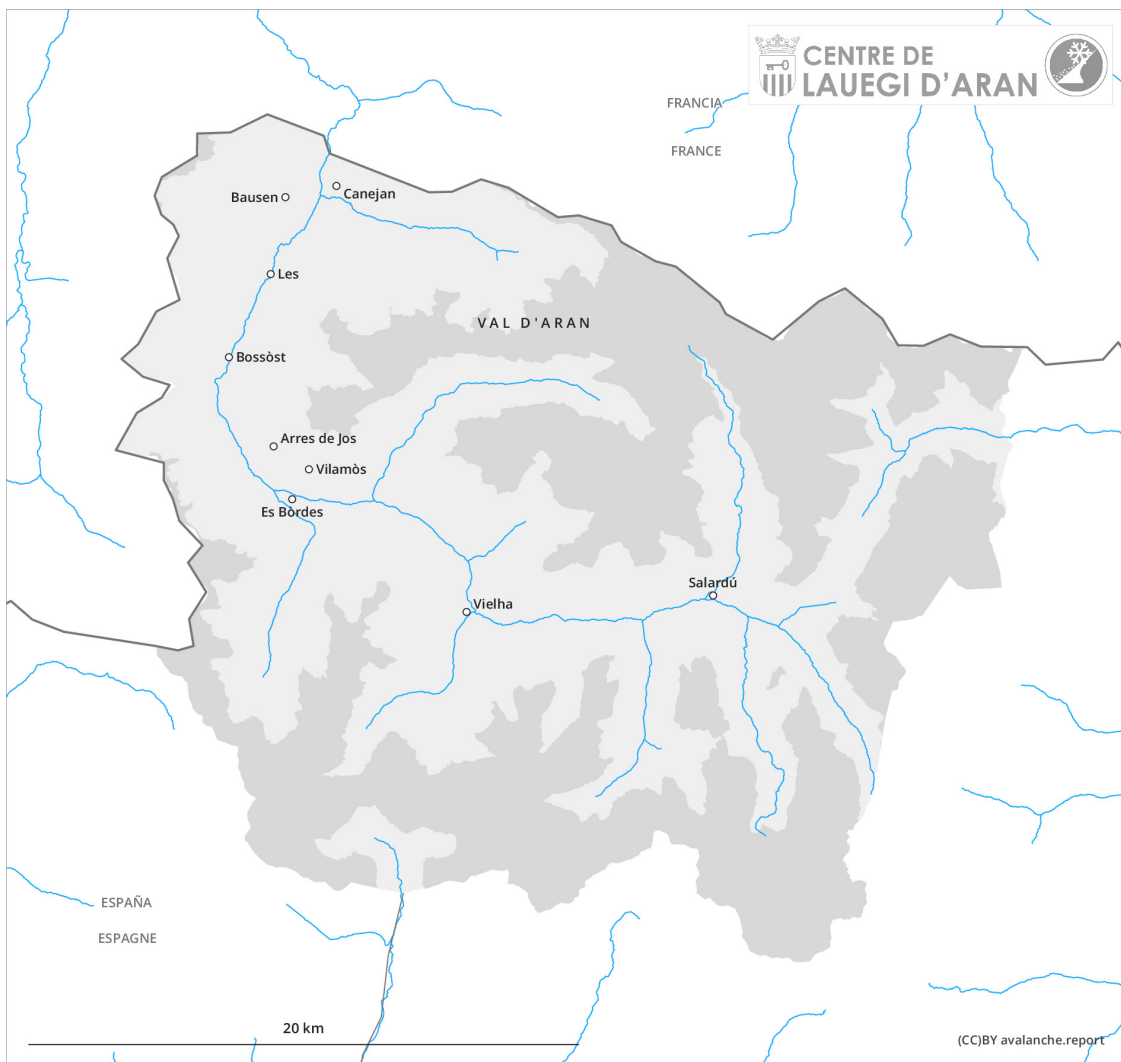 CENTRE DE
LAUEGI D'ARAN
FRANCIA
FRANCE
Canejan
Bausen
Les
VAL D'ARAN
Bossòst
Arres de Jos
Vilamòs
Es Bòrdes
Salardú
Vielha
ESPAÑA
ESPAGNE
20 km
(CC)BY avalanche.report